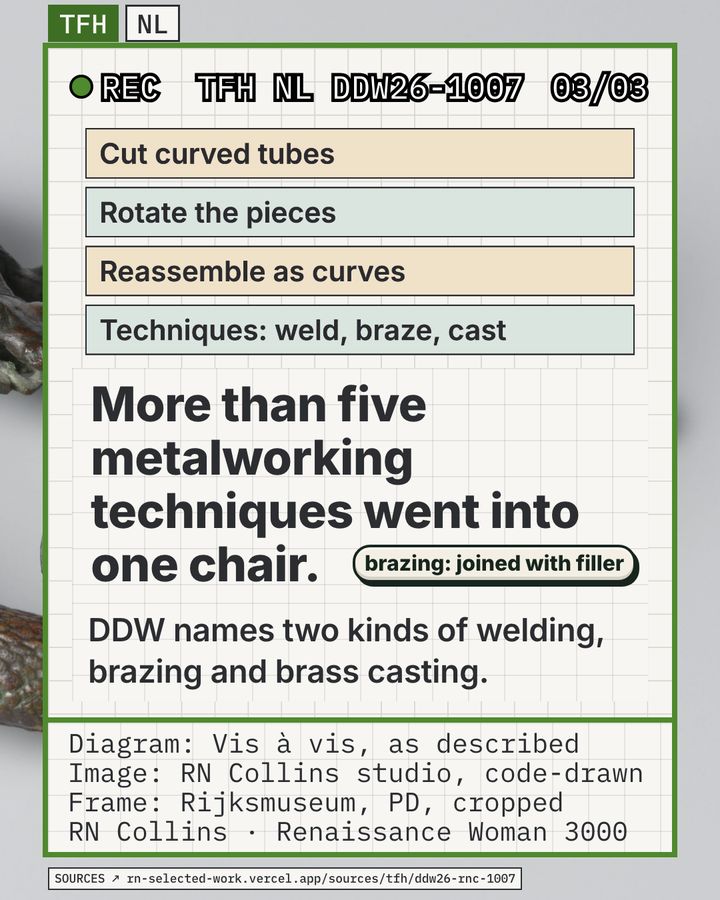 TFH NL
REC TFH NL DDW26-1007 03/03
Cut curved tubes
Rotate the pieces
Reassemble as curves
Techniques: weld, braze, cast
More than five
metalworking
techniques went into
one chair.
brazing: joined with filler
DDW names two kinds of welding,
brazing and brass casting.
Diagram: Vis à vis, as described
Image: RN Collins studio, code-drawn
Frame: Rijksmuseum, PD, cropped
RN Collins · Renaissance Woman 3000
SOURCES ↗ rn-selected-work.vercel.app/sources/tfh/ddw26-rnc-1007